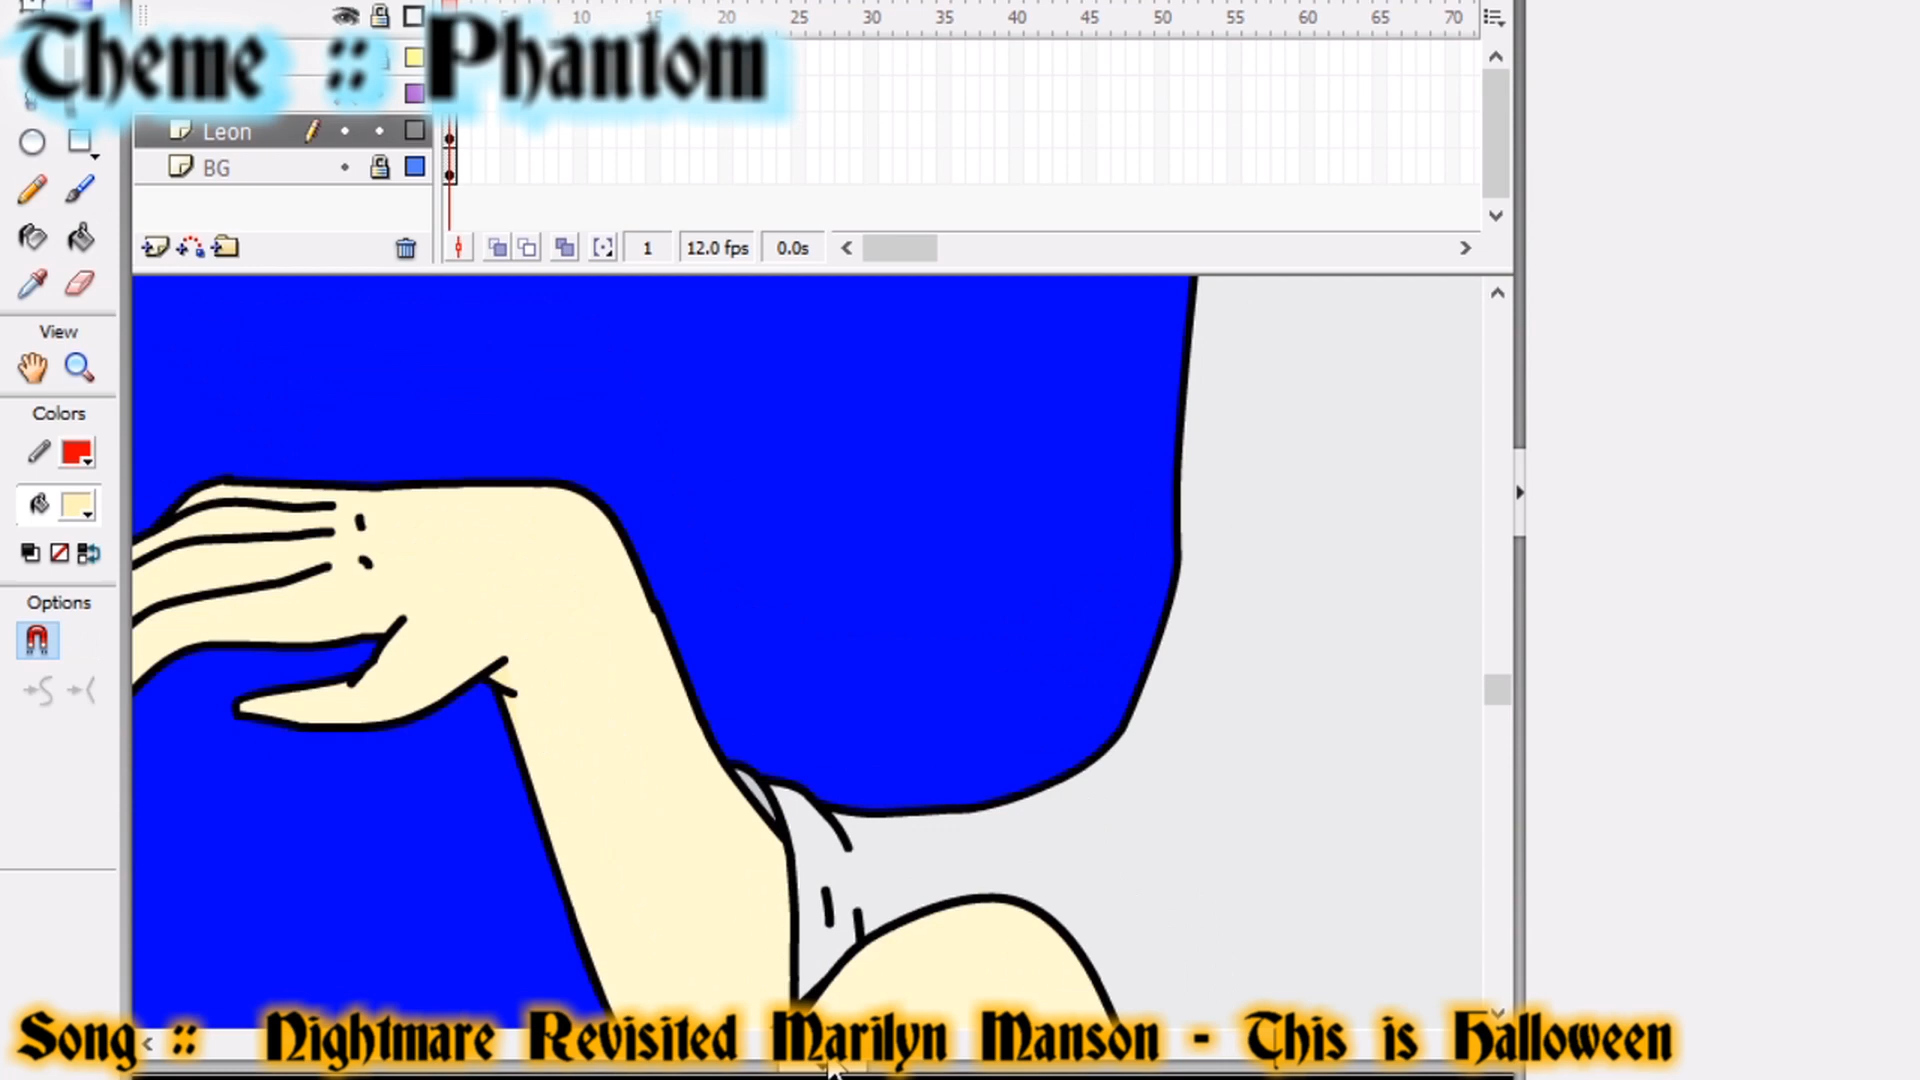 Theme :: Phantom
10 15 20 25 30 35 40 45 50 55 60 65 70
Leon
BG
1 12.0 fps 0.0s
View
Colors
Options
Song :: Nightmare Revisited Marilyn Manson - This is Halloween